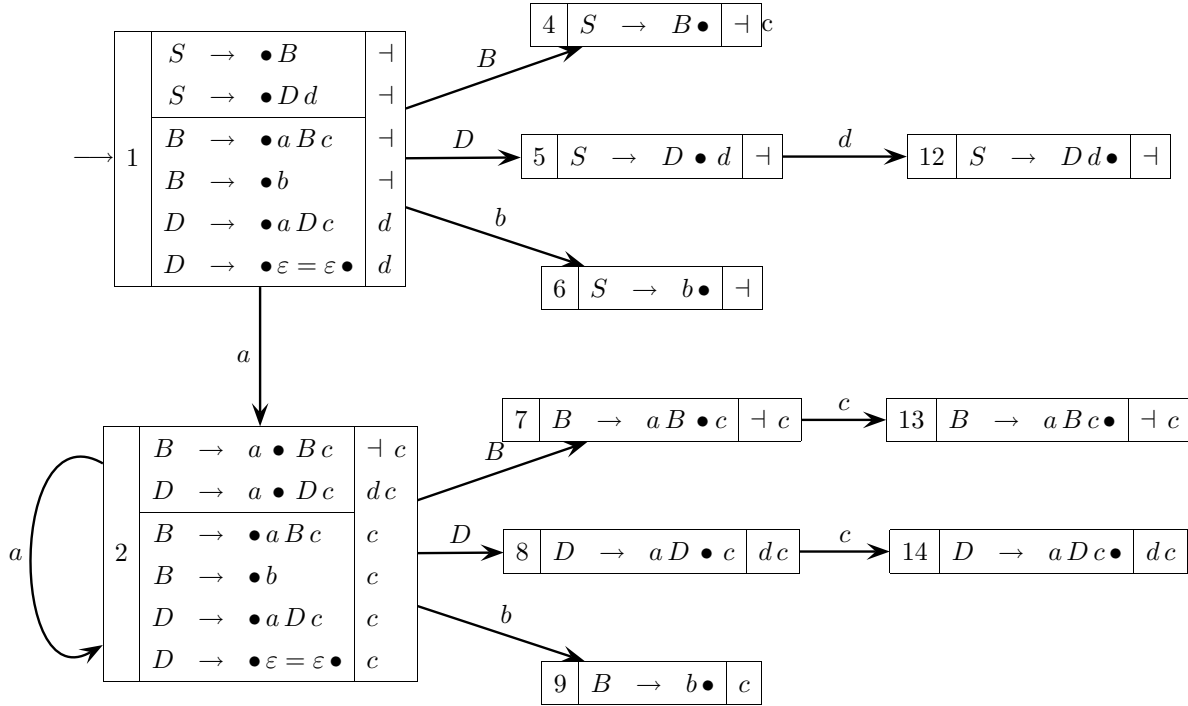 4 S → B • ⊣ c
B
1
S → • B ⊣
S → • D d ⊣
B → • a B c ⊣
B → • b ⊣
D → • a D c d
D → • ε = ε • d
D
5 S → D • d ⊣
d
12 S → D d • ⊣
b
6 S → b • ⊣
a
7 B → a B • c ⊣ c
c
13 B → a B c • ⊣ c
B
2
B → a • B c ⊣ c
D → a • D c d c
B → • a B c c
B → • b c
D → • a D c c
D → • ε = ε • c
a
D
8 D → a D • c d c
c
14 D → a D c • d c
b
9 B → b • c